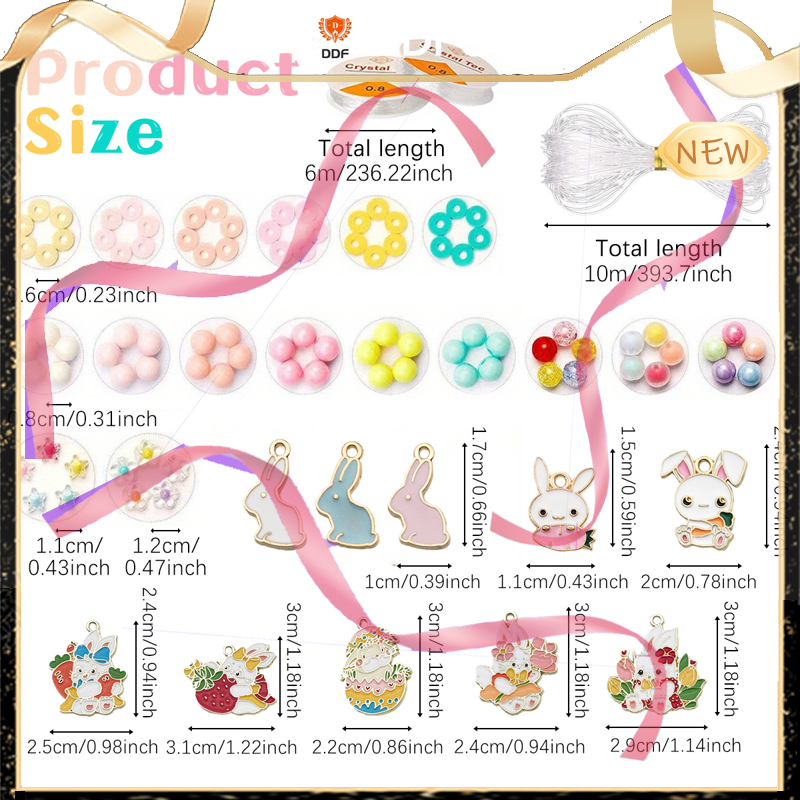 DDF
Product
Size
Crystal
0.8
Crystal Tec
0.8
Total length
6m/236.22inch
NEW
Total length
10m/393.7inch
.6cm/0.23inch
0.8cm/0.31inch
1.1cm/
0.43inch
1.2cm/
0.47inch
1.7cm/0.66inch
1cm/0.39inch
1.5cm/0.59inch
1.1cm/0.43inch
2cm/0.78inch
2.4cm/0.94inch
2.5cm/0.98inch
3cm/1.18inch
3.1cm/1.22inch
3cm/1.18inch
2.2cm/0.86inch
3cm/1.18inch
2.4cm/0.94inch
3cm/1.18inch
2.9cm/1.14inch